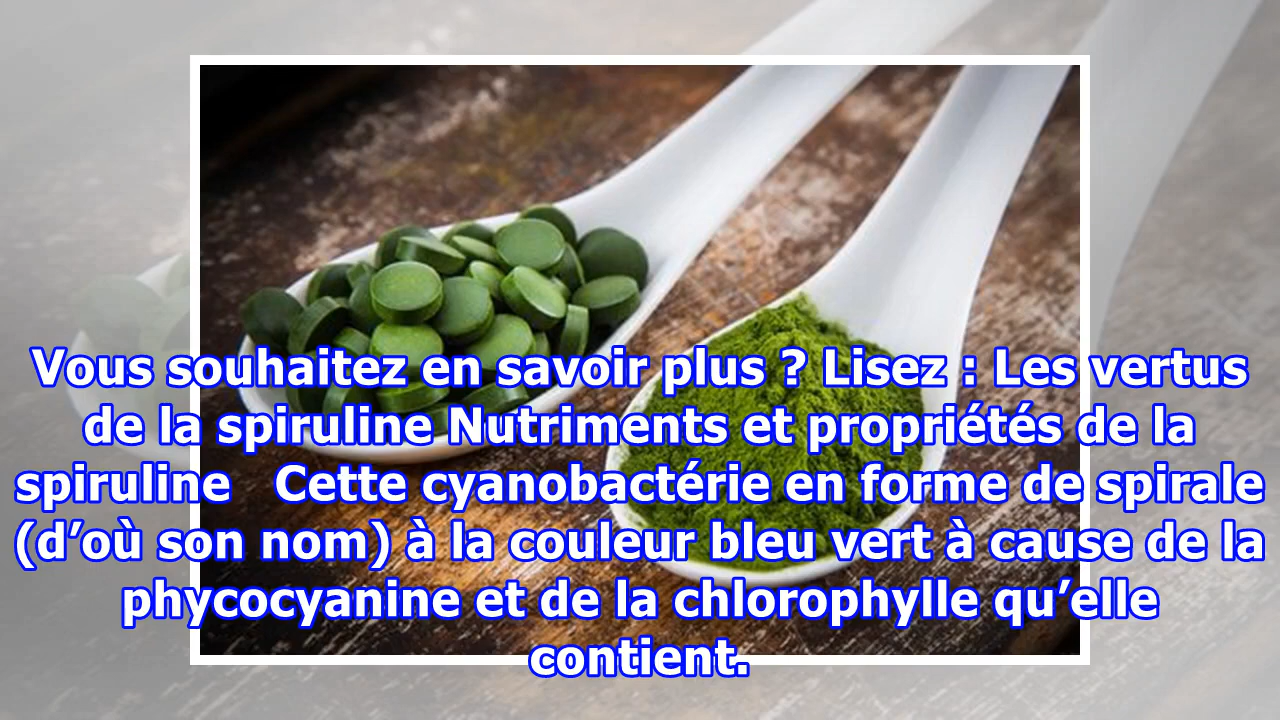 Vous souhaitez en savoir plus ? Lisez : Les vertus
de la spiruline Nutriments et propriétés de la
spiruline   Cette cyanobactérie en forme de spirale
(d’où son nom) à la couleur bleu vert à cause de la
phycocyanine et de la chlorophylle qu’elle
contient.